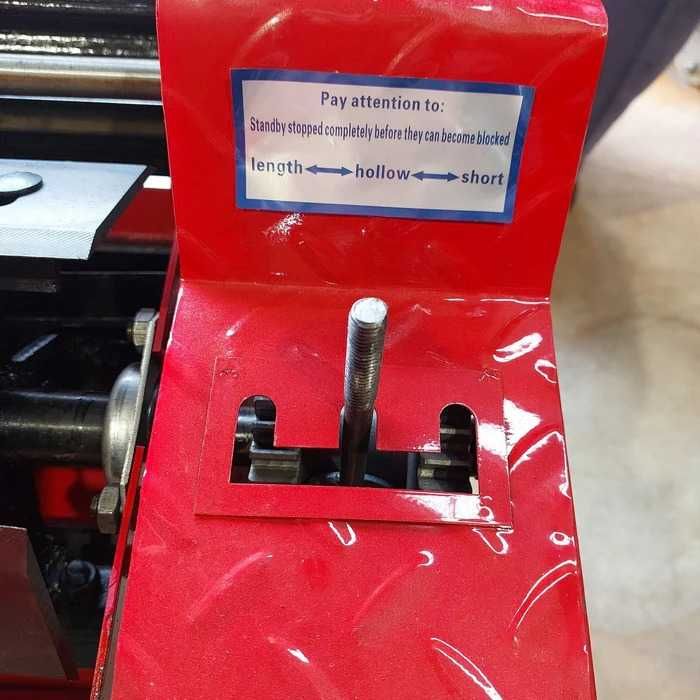 Pay attention to:
Standby stopped completely before they can become blocked
length↔hollow↔short